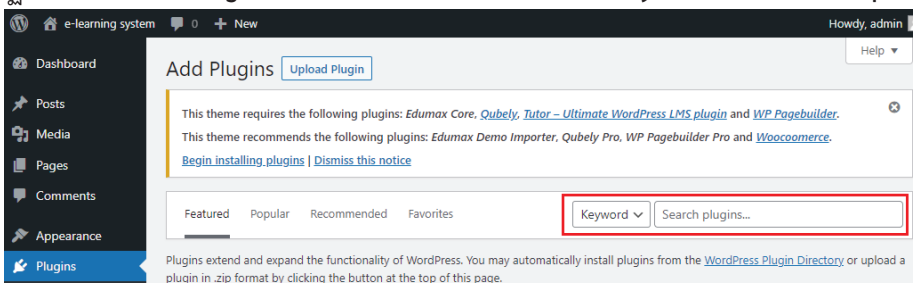 e-learning system 0 + New Howdy, admin
Help ▼
Dashboard
Add Plugins Upload Plugin
Posts
This theme requires the following plugins: Edumax Core, Qubely, Tutor – Ultimate WordPress LMS plugin and WP Pagebuilder.
Media
This theme recommends the following plugins: Edumax Demo Importer, Qubely Pro, WP Pagebuilder Pro and Woocoomerce.
Pages
Begin installing plugins | Dismiss this notice
Comments
Featured Popular Recommended Favorites Keyword Search plugins...
Appearance
Plugins
Plugins extend and expand the functionality of WordPress. You may automatically install plugins from the WordPress Plugin Directory or upload a
plugin in .zip format by clicking the button at the top of this page.